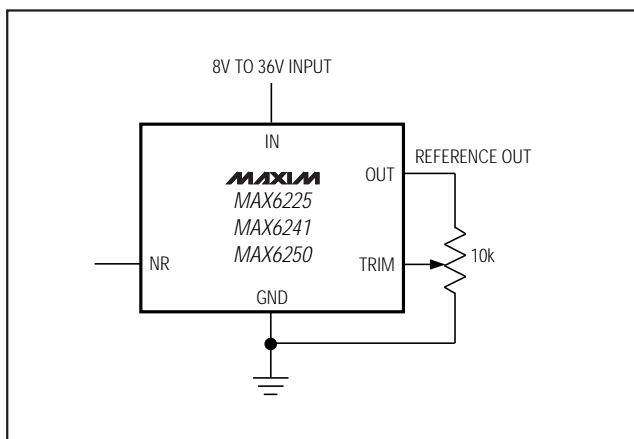 8V TO 36V INPUT
IN
REFERENCE OUT
OUT
MAXIM
MAX6225
MAX6241
MAX6250
NR
TRIM
10k
GND